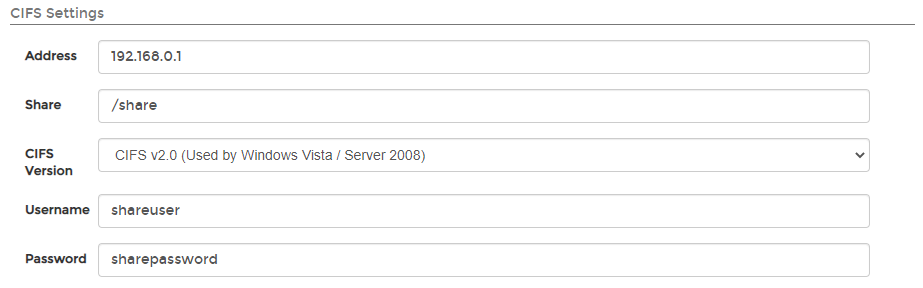 CIFS Settings
Address 192.168.0.1
Share /share
CIFS Version CIFS v2.0 (Used by Windows Vista / Server 2008)
Username shareuser
Password sharepassword